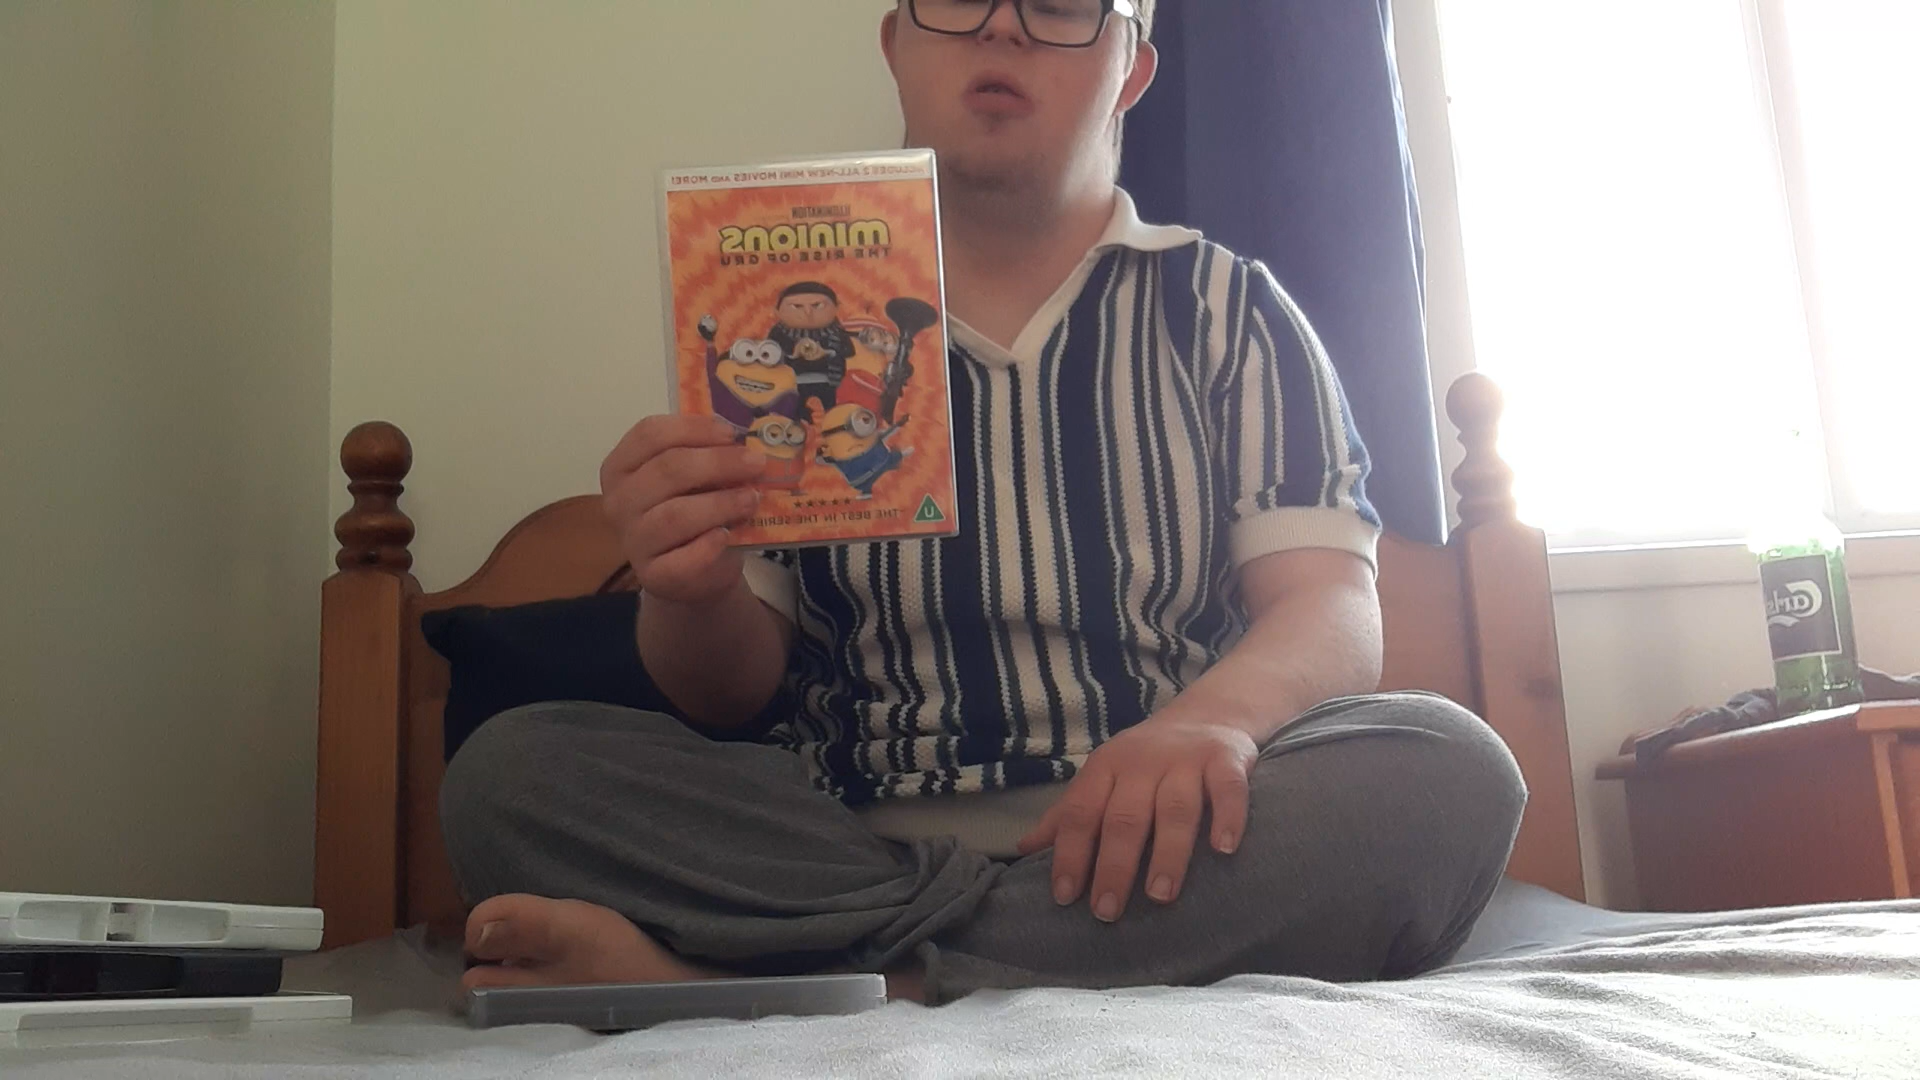 INCLUDES 2 ALL-NEW MINI MOVIES AND MORE!
ILLUMINATION
MINIONS
THE RISE OF GRU
★★★★★
"THE BEST IN THE SERIES"
U
Carls